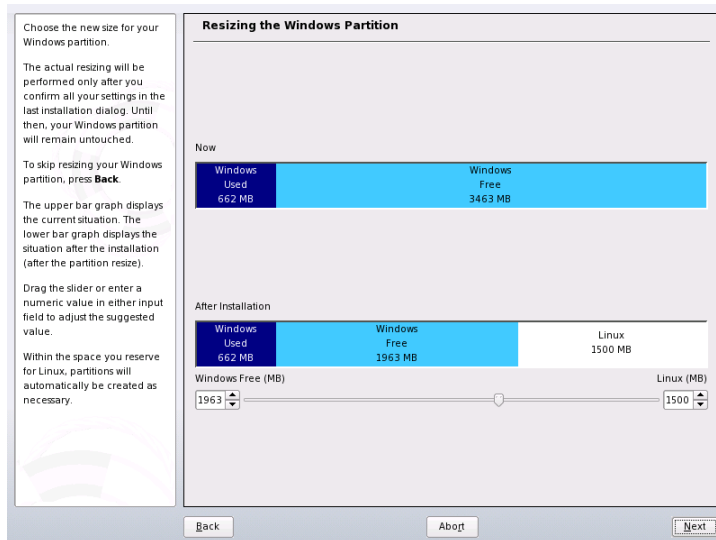 Choose the new size for your
Windows partition.
The actual resizing will be
performed only after you
confirm all your settings in the
last installation dialog. Until
then, your Windows partition
will remain untouched.
To skip resizing your Windows
partition, press Back.
The upper bar graph displays
the current situation. The
lower bar graph displays the
situation after the installation
(after the partition resize).
Drag the slider or enter a
numeric value in either input
field to adjust the suggested
value.
Within the space you reserve
for Linux, partitions will
automatically be created as
necessary.
Resizing the Windows Partition
Now
Windows
Used
662 MB
Windows
Free
3463 MB
After Installation
Windows
Used
662 MB
Windows
Free
1963 MB
Linux
1500 MB
Windows Free (MB)
Linux (MB)
1963
1500
Back
Abort
Next